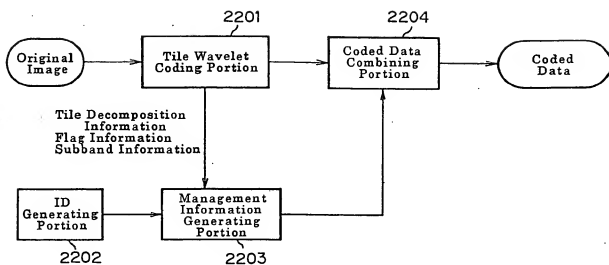 2201
2204
Original
Image
Tile Wavelet
Coding Portion
Coded Data
Combining
Portion
Coded
Data
Tile Decomposition
Information
Flag Information
Subband Information
ID
Generating
Portion
Management
Information
Generating
Portion
2202
2203